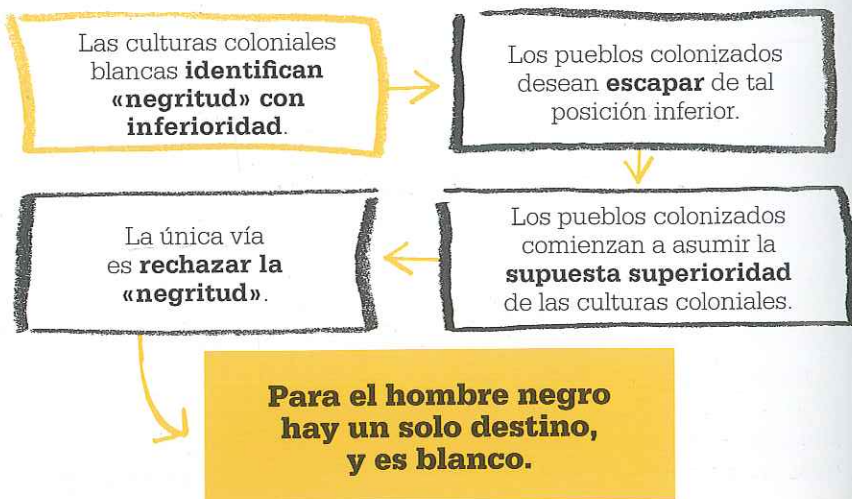 Las culturas coloniales
blancas identifican
«negritud» con
inferioridad.
Los pueblos colonizados
desean escapar de tal
posición inferior.
Los pueblos colonizados
comienzan a asumir la
supuesta superioridad
de las culturas coloniales.
La única vía
es rechazar la
«negritud».
Para el hombre negro
hay un solo destino,
y es blanco.